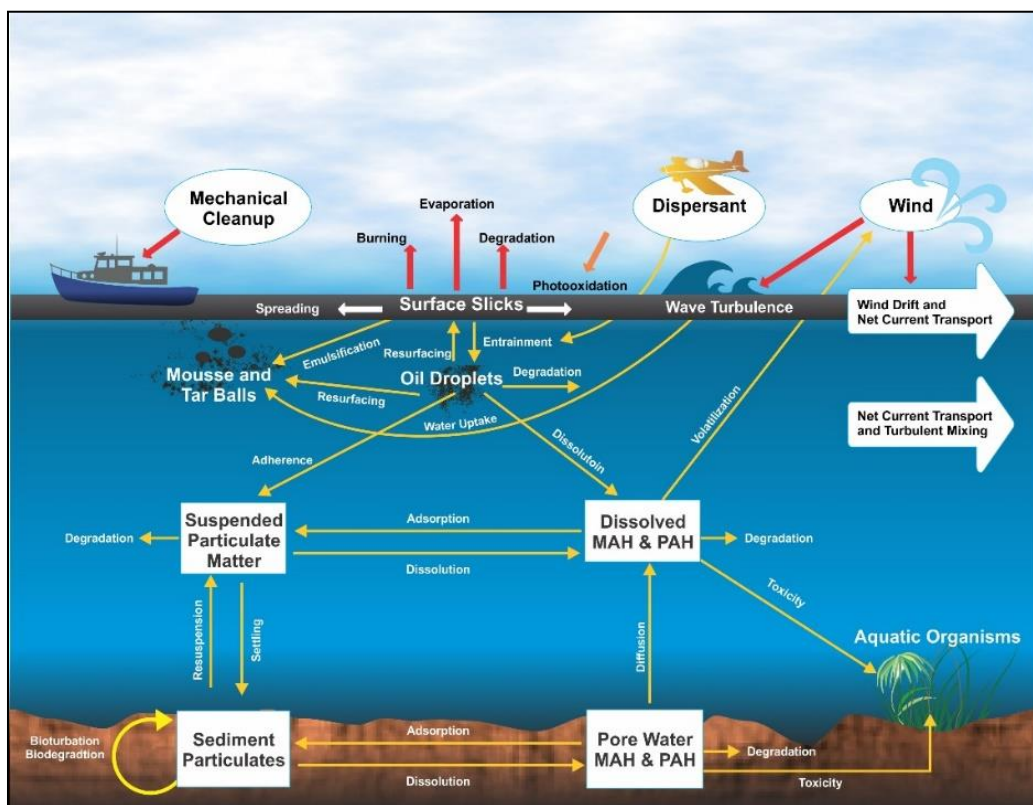 Mechanical
Cleanup
Evaporation
Burning
Degradation
Dispersant
Wind
Photooxidation
Spreading
Surface Slicks
Wave Turbulence
Wind Drift and
Net Current Transport
Emulsification
Resurfacing
Entrainment
Mousse and
Tar Balls
Oil Droplets
Degradation
Resurfacing
Water Uptake
Volatilization
Net Current Transport
and Turbulent Mixing
Adherence
Dissolufoin
Suspended
Particulate
Matter
Degradation
Adsorption
Dissolution
Dissolved
MAH & PAH
Degradation
Toxicity
Resuspension
Settling
Diffusion
Aquatic Organisms
Bioturbation
Biodegradtion
Sediment
Particulates
Adsorption
Dissolution
Pore Water
MAH & PAH
Degradation
Toxicity